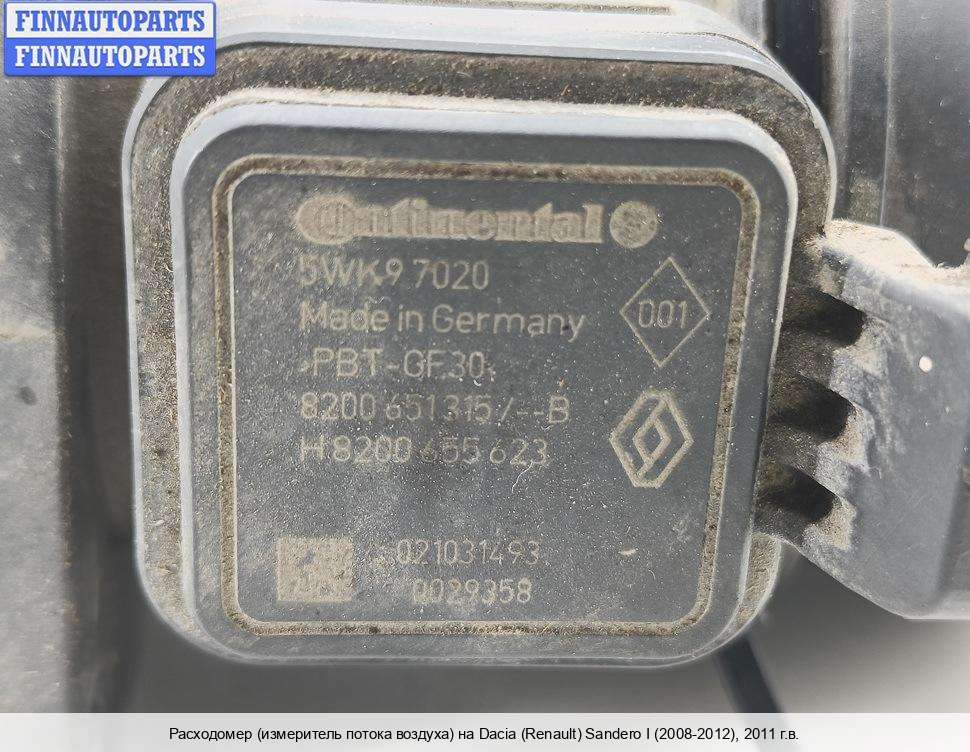 FINNAUTOPARTS
FINNAUTOPARTS
Continental
5WK9 7020
Made in Germany
001
>PBT-GF30<
8200 651 315 /--B
H8200 655 623
021031493
0029358
Расходомер (измеритель потока воздуха) на Dacia (Renault) Sandero I (2008-2012), 2011 г.в.